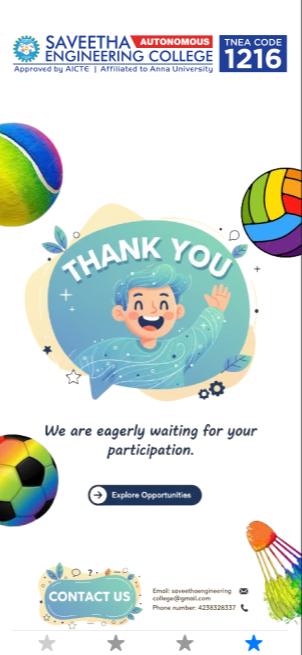 SAVEETHA AUTONOMOUS
ENGINEERING COLLEGE
Approved by AICTE | Affiliated to Anna University
TNEA CODE
1216
THANK YOU
We are eagerly waiting for your
participation.
Explore Opportunities
CONTACT US
Email: saveethaengineering
college@gmail.com
Phone number: 4238328337